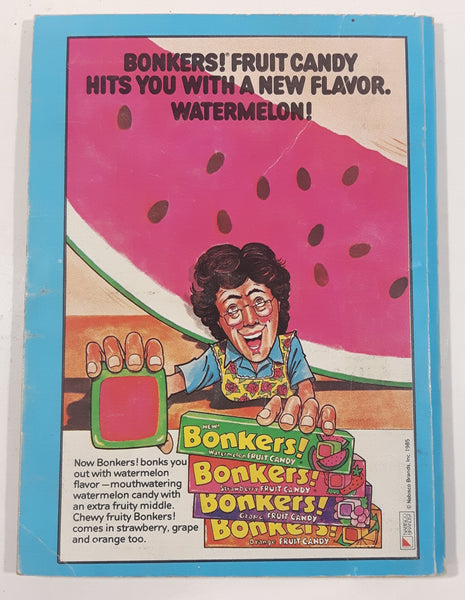 BONKERS!® FRUIT CANDY
HITS YOU WITH A NEW FLAVOR.
WATERMELON!
NEW!
Bonkers!
Watermelon FRUIT CANDY
Bonkers!
Strawberry FRUIT CANDY
Bonkers!
Grape FRUIT CANDY
Bonkers!
Orange FRUIT CANDY
Now Bonkers! bonks you
out with watermelon
flavor—mouthwatering
watermelon candy with
an extra fruity middle.
Chewy fruity Bonkers!
comes in strawberry, grape
and orange too.
© Nabisco Brands, Inc. 1985
NABISCO
BRANDS